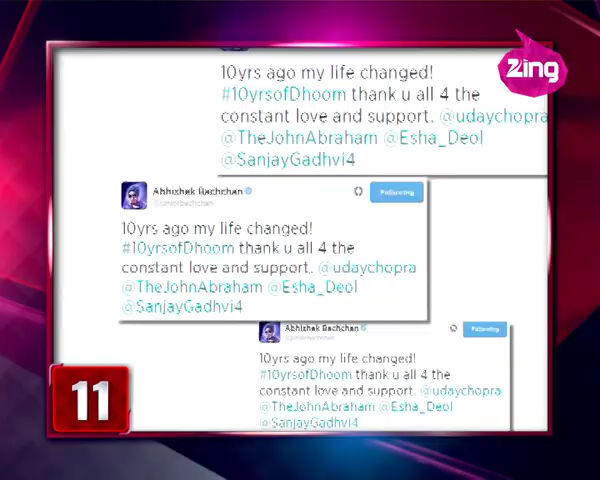 Zing
10yrs ago my life changed!
#10yrsofDhoom thank u all 4 the
constant love and support. @udaychopra
@TheJohnAbraham @Esha_Deol
@SanjayGadhvi4
Abhishek Bachchan
Following
@juniorbachchan
10yrs ago my life changed!
#10yrsofDhoom thank u all 4 the
constant love and support. @udaychopra
@TheJohnAbraham @Esha_Deol
@SanjayGadhvi4
Abhishek Bachchan
Following
@juniorbachchan
10yrs ago my life changed!
#10yrsofDhoom thank u all 4 the
constant love and support. @udaychopra
@TheJohnAbraham @Esha_Deol
@SanjayGadhvi4
11